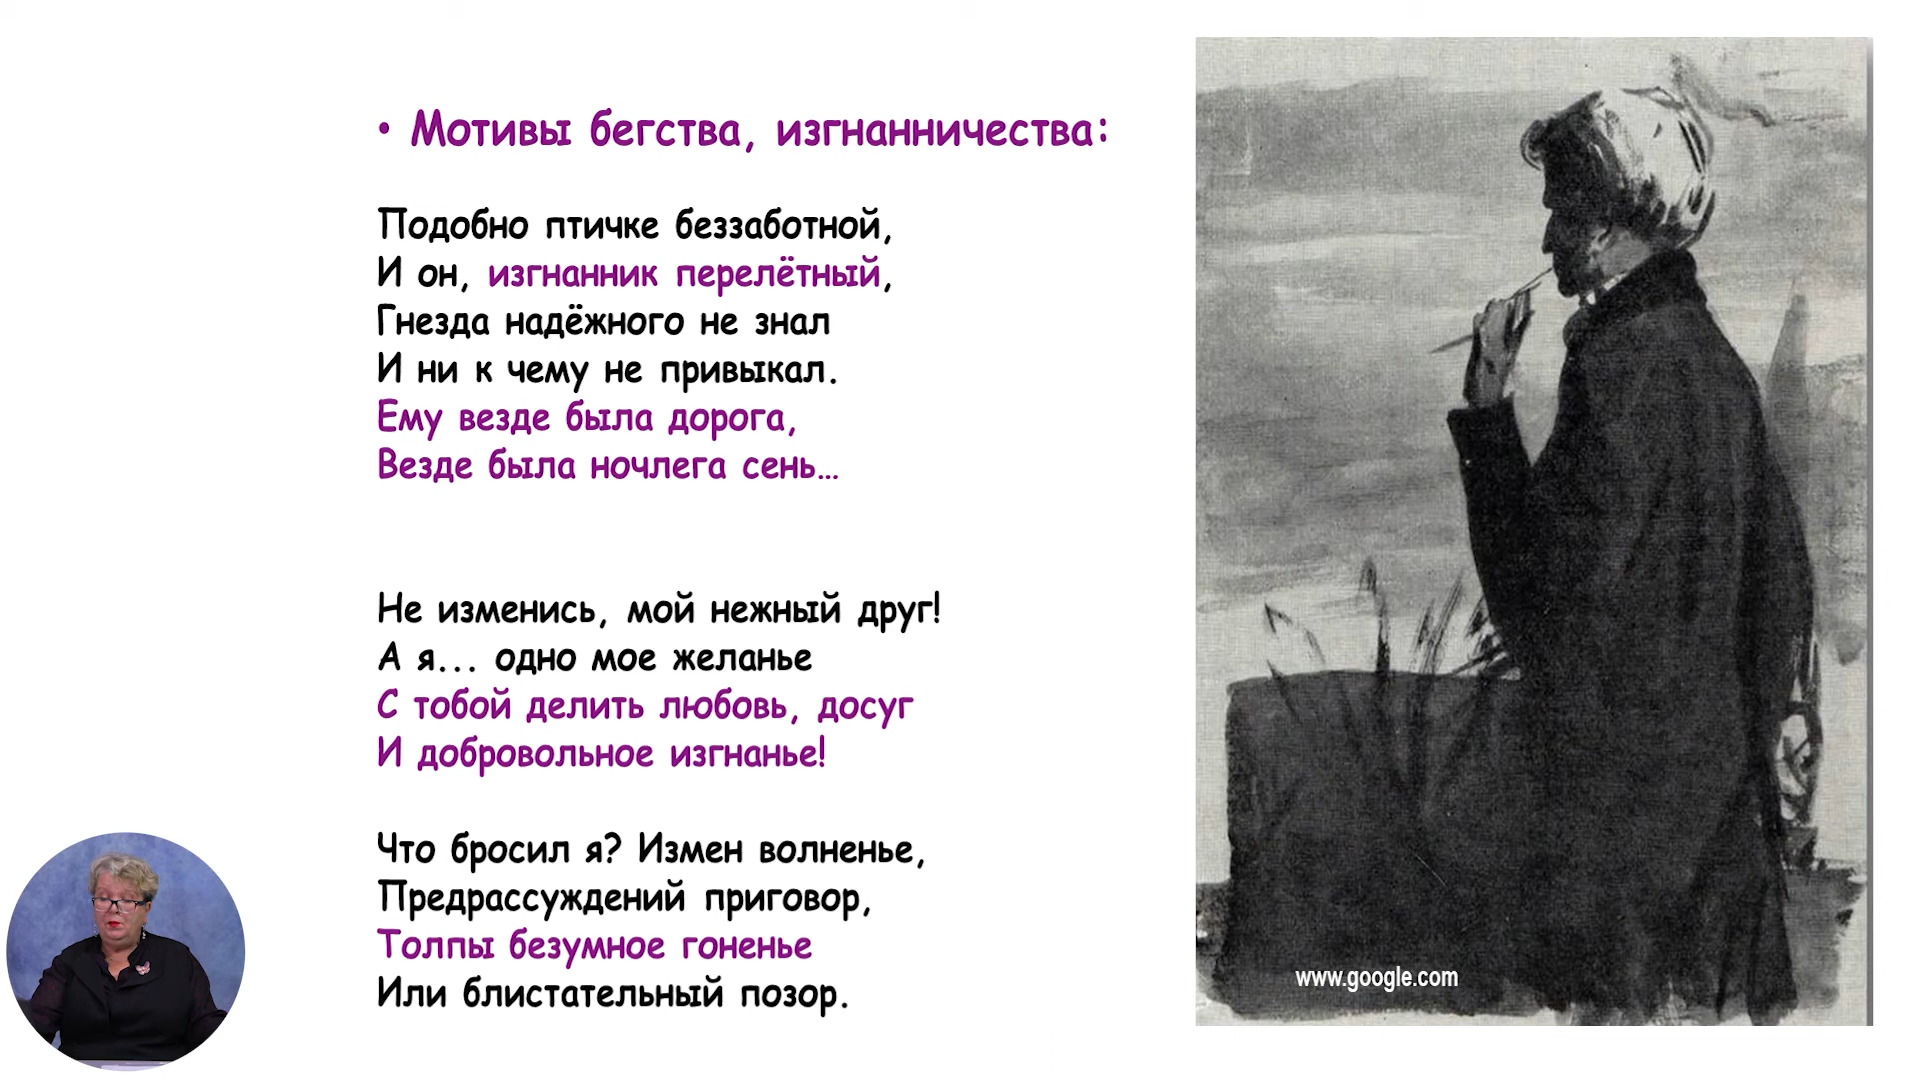 • Мотивы бегства, изгнанничества:
Подобно птичке беззаботной,
И он, изгнанник перелётный,
Гнезда надёжного не знал
И ни к чему не привыкал.
Ему везде была дорога,
Везде была ночлега сень…
Не изменись, мой нежный друг!
А я... одно мое желанье
С тобой делить любовь, досуг
И добровольное изгнанье!
Что бросил я? Измен волненье,
Предрассуждений приговор,
Толпы безумное гоненье
Или блистательный позор.
www.google.com